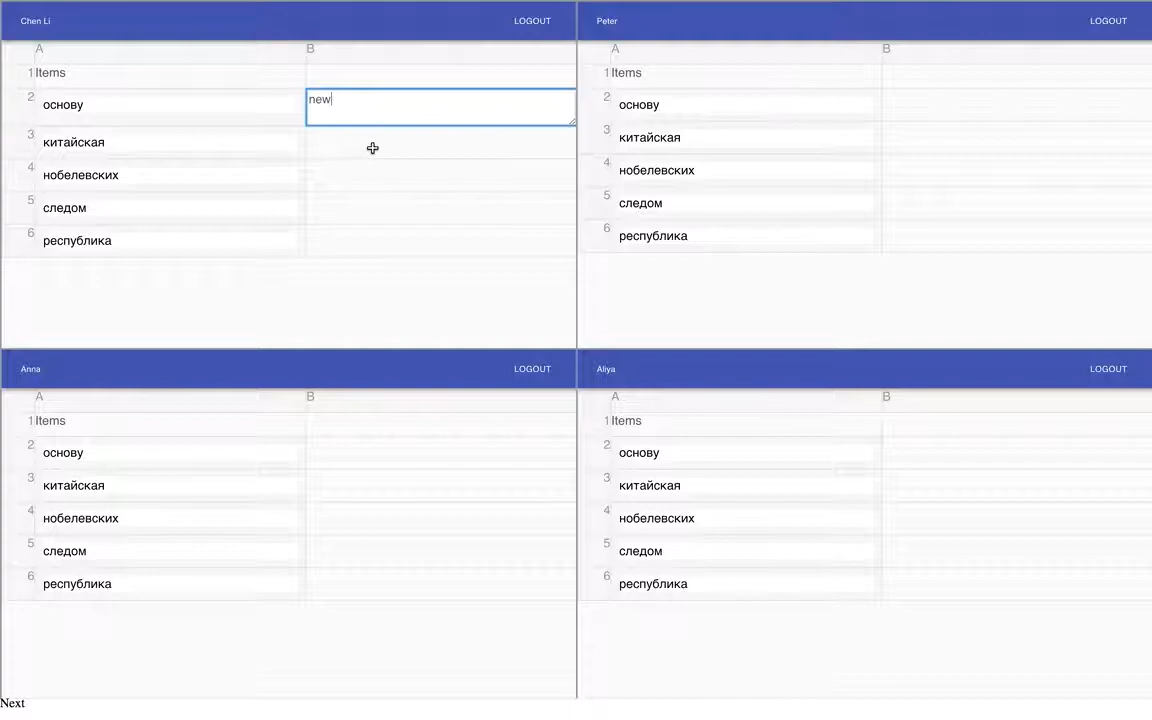 Chen Li LOGOUT
A B
1 Items
2 основу new
3 китайская
4 нобелевских
5 следом
6 республика
Peter LOGOUT
A B
1 Items
2 основу
3 китайская
4 нобелевских
5 следом
6 республика
Anna LOGOUT
A B
1 Items
2 основу
3 китайская
4 нобелевских
5 следом
6 республика
Aliya LOGOUT
A B
1 Items
2 основу
3 китайская
4 нобелевских
5 следом
6 республика
Next